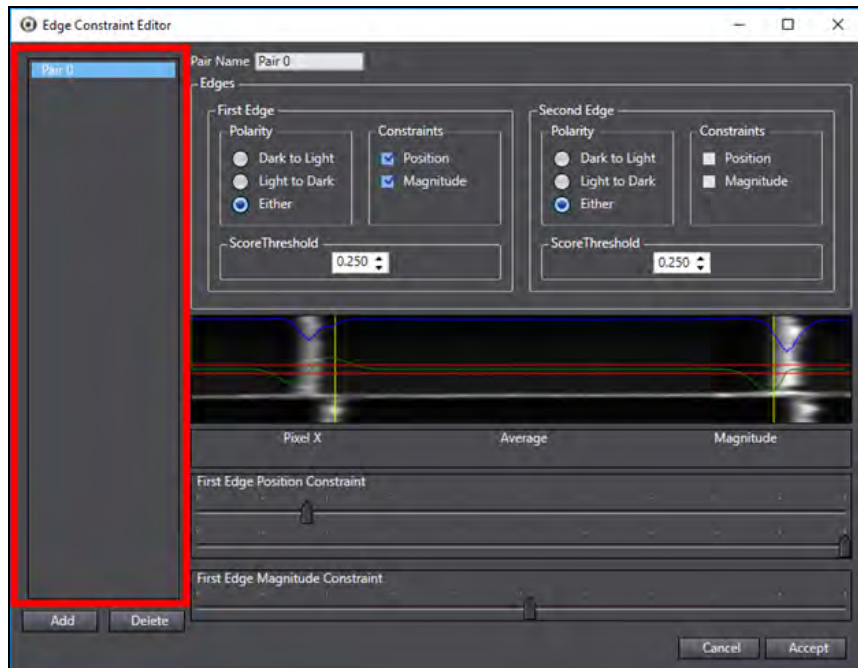 Edge Constraint Editor
Pair 0
Pair Name Pair 0
Edges
First Edge
Polarity
Dark to Light
Light to Dark
Either
Constraints
Position
Magnitude
ScoreThreshold
0.250
Second Edge
Polarity
Dark to Light
Light to Dark
Either
Constraints
Position
Magnitude
ScoreThreshold
0.250
Pixel X Average Magnitude
First Edge Position Constraint
First Edge Magnitude Constraint
Add Delete
Cancel Accept